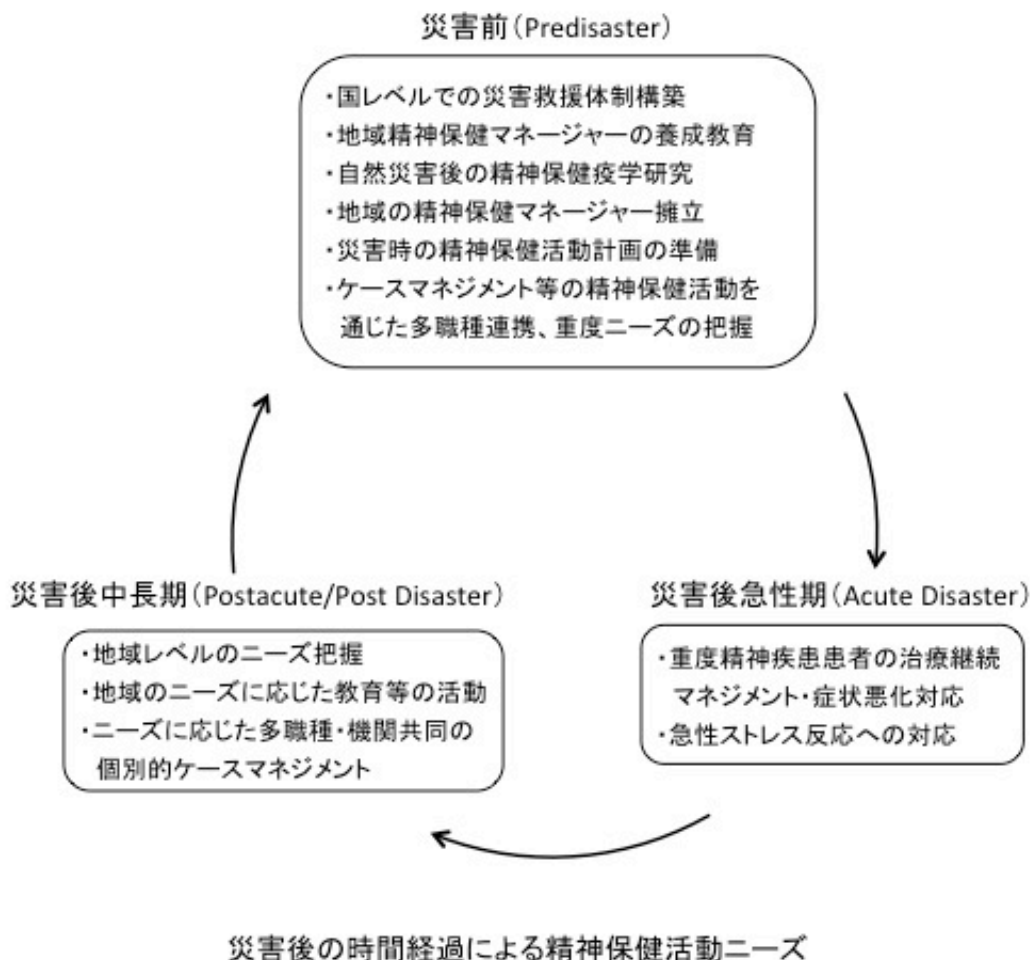 災害前(Predisaster)
・国レベルでの災害救援体制構築
・地域精神保健マネージャーの養成教育
・自然災害後の精神保健疫学研究
・地域の精神保健マネージャー擁立
・災害時の精神保健活動計画の準備
・ケースマネジメント等の精神保健活動を
通じた多職種連携、重度ニーズの把握
災害後急性期(Acute Disaster)
・重度精神疾患患者の治療継続
マネジメント・症状悪化対応
・急性ストレス反応への対応
災害後中長期(Postacute/Post Disaster)
・地域レベルのニーズ把握
・地域のニーズに応じた教育等の活動
・ニーズに応じた多職種・機関共同の
個別的ケースマネジメント
災害後の時間経過による精神保健活動ニーズ